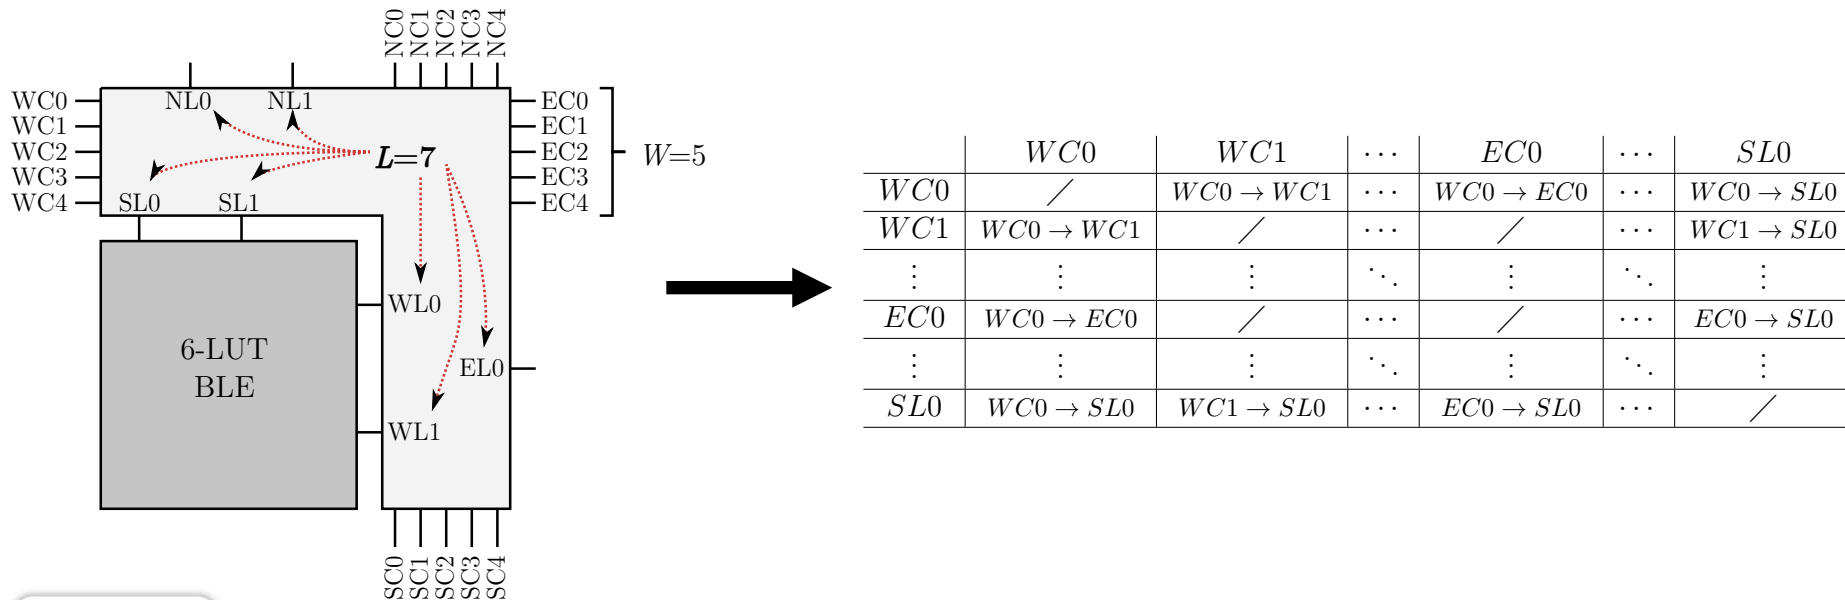 NC0 NC1 NC2 NC3 NC4
WC0
WC1
WC2
WC3
WC4
NL0 NL1
SL0 SL1
L=7
EC0
EC1
EC2
EC3
EC4
W=5
WL0
EL0
WL1
6-LUT
BLE
SC0 SC1 SC2 SC3 SC4
WC0 WC1 ⋯ EC0 ⋯ SL0
WC0 / WC0 → WC1 ⋯ WC0 → EC0 ⋯ WC0 → SL0
WC1 WC0 → WC1 / ⋯ / ⋯ WC1 → SL0
⋮ ⋮ ⋮ ⋱ ⋮ ⋱ ⋮
EC0 WC0 → EC0 / ⋯ / ⋯ EC0 → SL0
⋮ ⋮ ⋮ ⋱ ⋮ ⋱ ⋮
SL0 WC0 → SL0 WC1 → SL0 ⋯ EC0 → SL0 ⋯ /